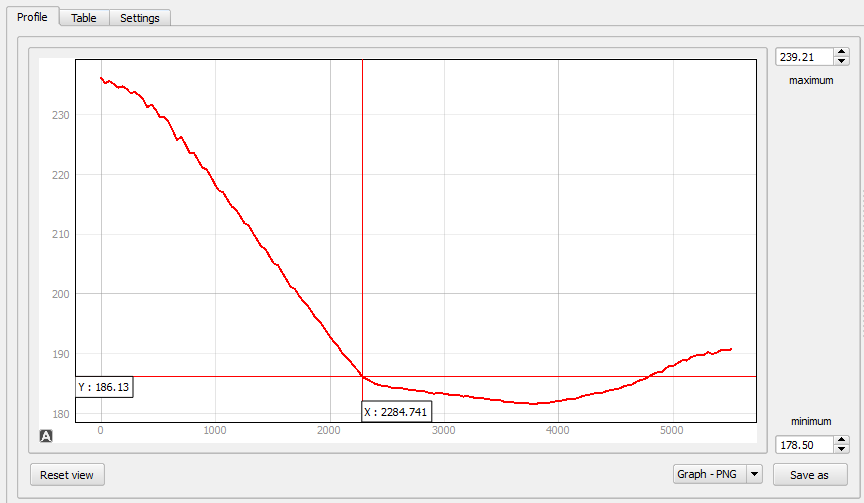 Profile Table Settings
239.21
maximum
230
220
210
200
190
180
Y : 186.13
X : 2284.741
0 1000 2000 3000 4000 5000
A
minimum
178.50
Reset view Graph - PNG Save as